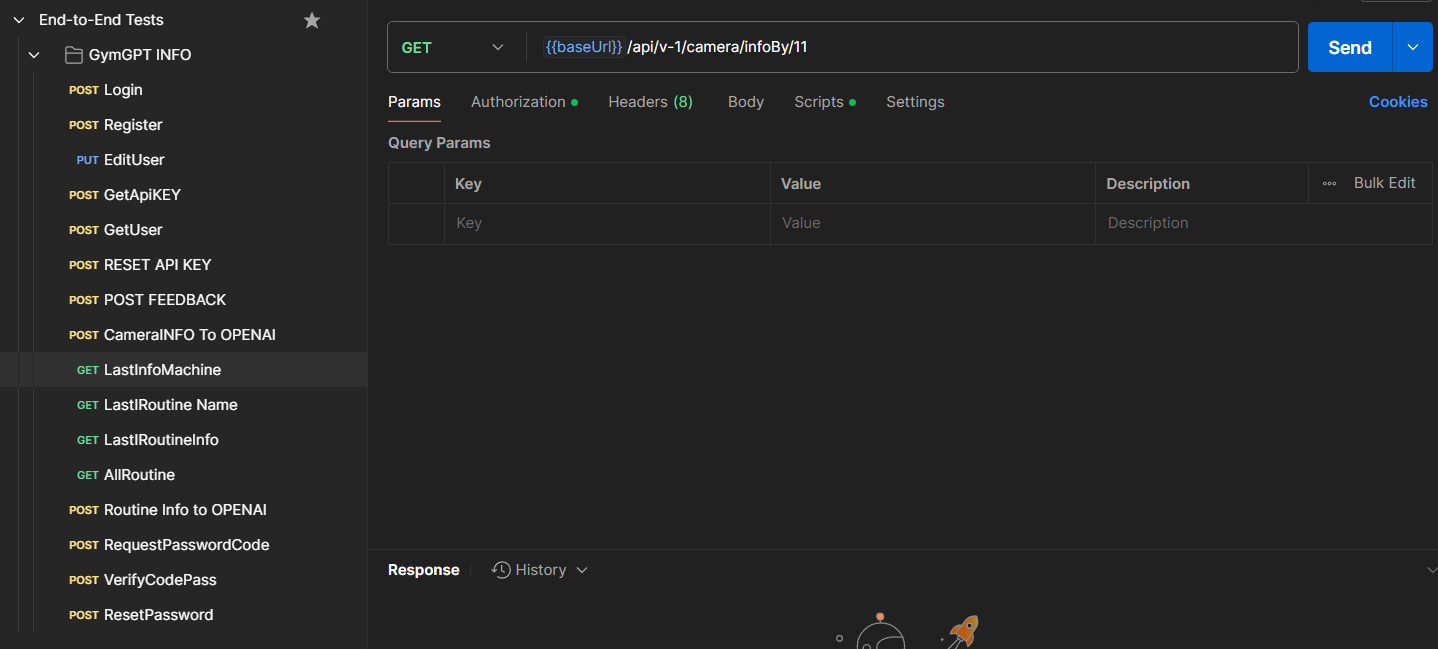 End-to-End Tests
GymGPT INFO
POST Login
POST Register
PUT EditUser
POST GetApiKEY
POST GetUser
POST RESET API KEY
POST POST FEEDBACK
POST CameraINFO To OPENAI
GET LastInfoMachine
GET LastIRoutine Name
GET LastIRoutineInfo
GET AllRoutine
POST Routine Info to OPENAI
POST RequestPasswordCode
POST VerifyCodePass
POST ResetPassword
GET {{baseUrl}} /api/v-1/camera/infoBy/11 Send
Params Authorization Headers (8) Body Scripts Settings Cookies
Query Params
Key Value Description Bulk Edit
Key Value Description
Response History